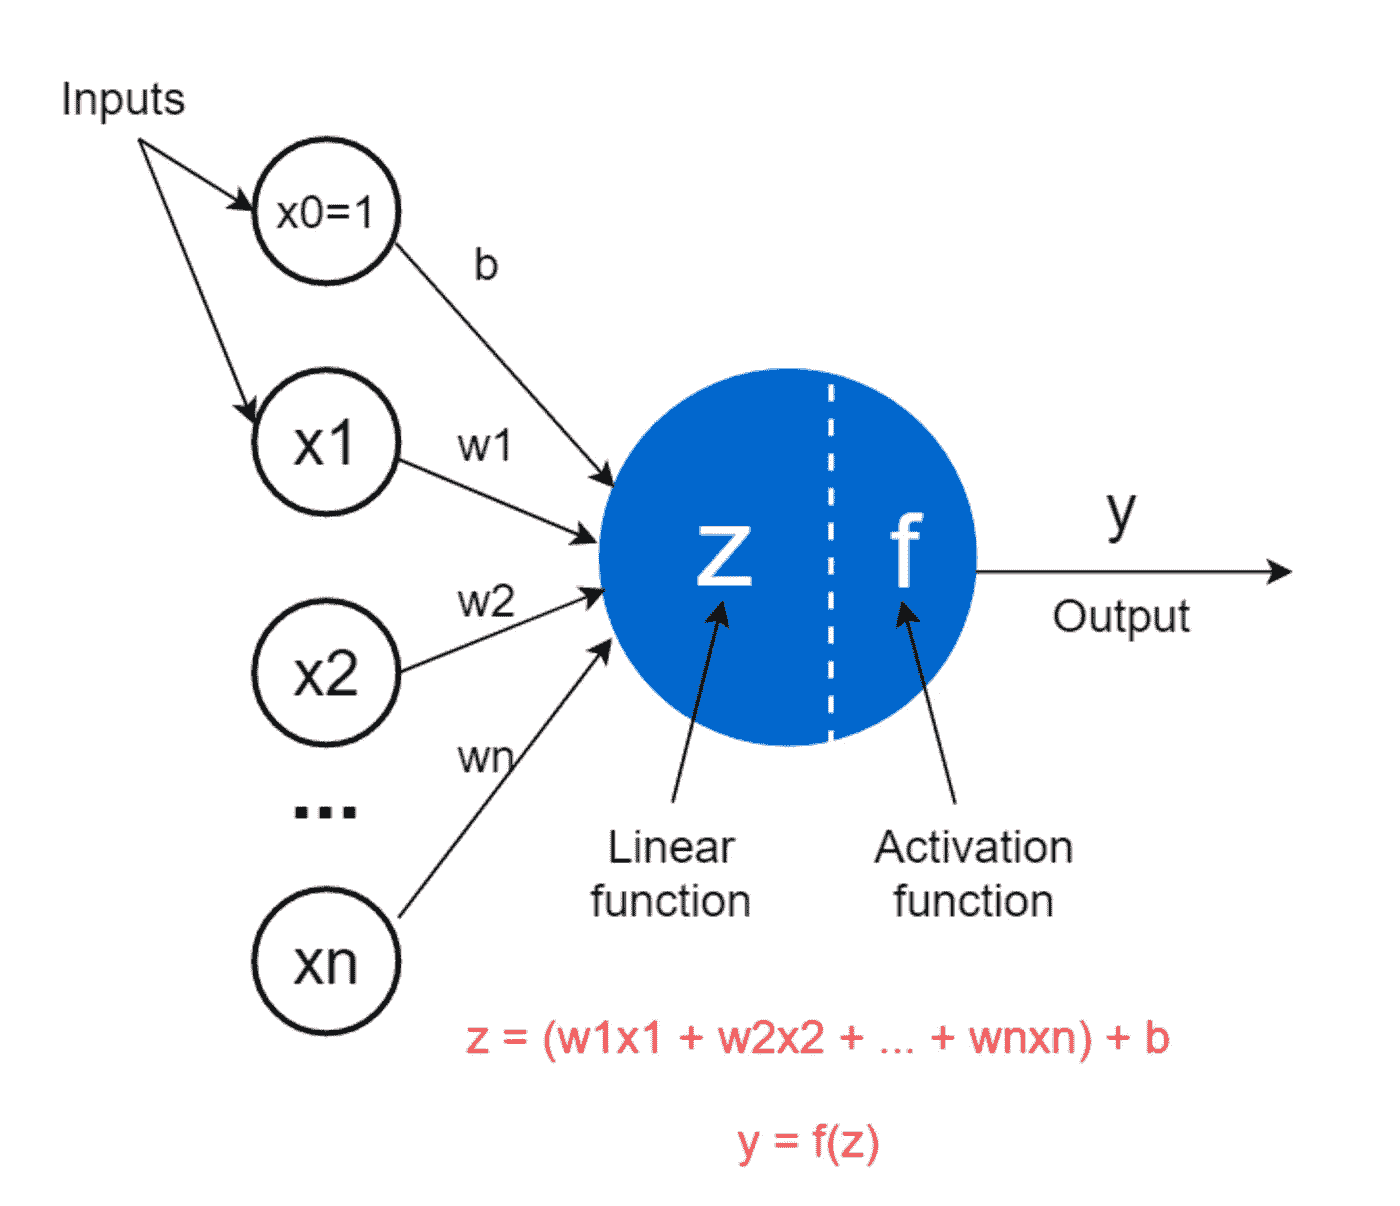 Inputs
x0=1
b
x1
w1
z
f
y
Output
w2
x2
wn
...
xn
Linear
function
Activation
function
z = (w1x1 + w2x2 + ... + wnxn) + b
y = f(z)